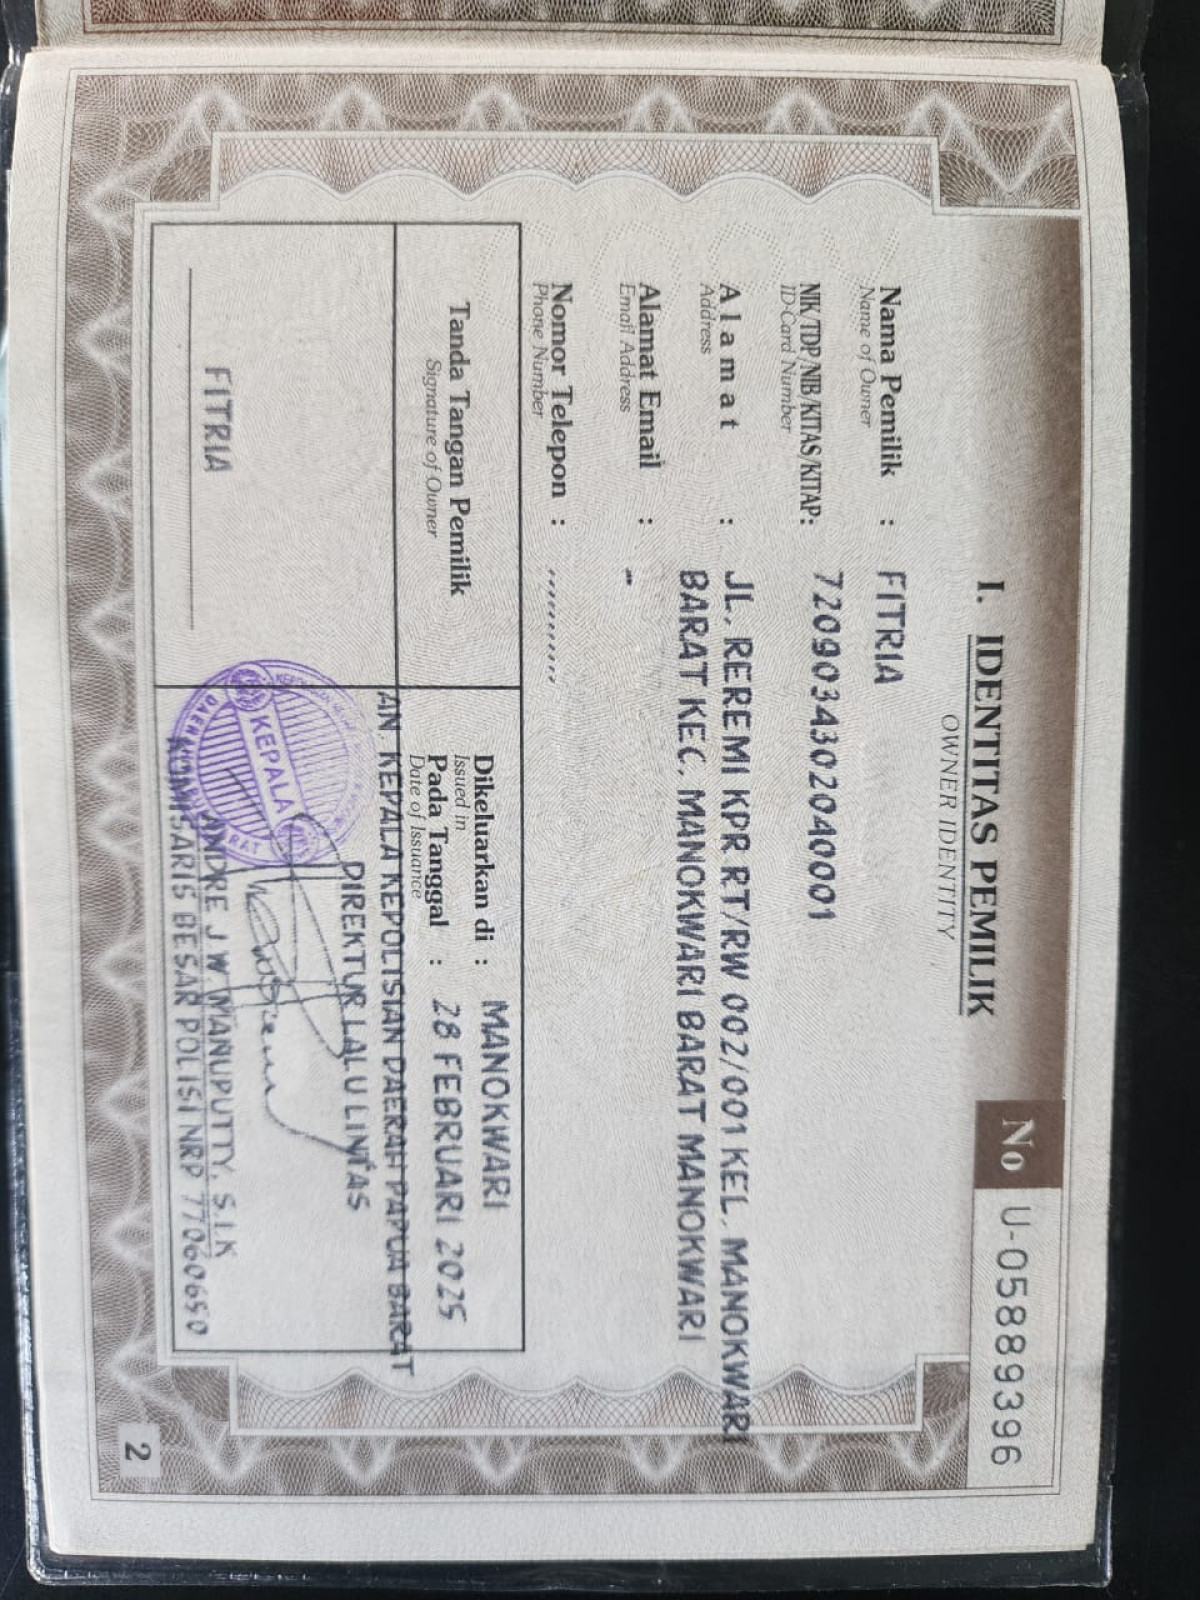 I. IDENTITAS PEMILIK
OWNER IDENTITY
No U-05889396
Nama Pemilik : FITRIA
Name of Owner
NIK/TDP/NIB/KITAS/KITAP: 7209034302040001
ID Card Number
Alamat : JL. REREMI KPR RT/RW 002/001 KEL. MANOKWARI
Address
BARAT KEC. MANOKWARI BARAT MANOKWARI
Alamat Email : -
Email Address
Nomor Telepon : ..........
Phone Number
Tanda Tangan Pemilik
Signature of Owner
FITRIA
Dikeluarkan di : MANOKWARI
Issued in
Pada Tanggal : 28 FEBRUARI 2025
Date of Issuance
AN KEPALA KEPOLISIAN DAERAH PAPUA BARAT
DIREKTUR LALU LINTAS
KEPALA
ANDRE J W MANUPUTTY, S.I.K
KOMISARIS BESAR POLISI NRP 77060650
2